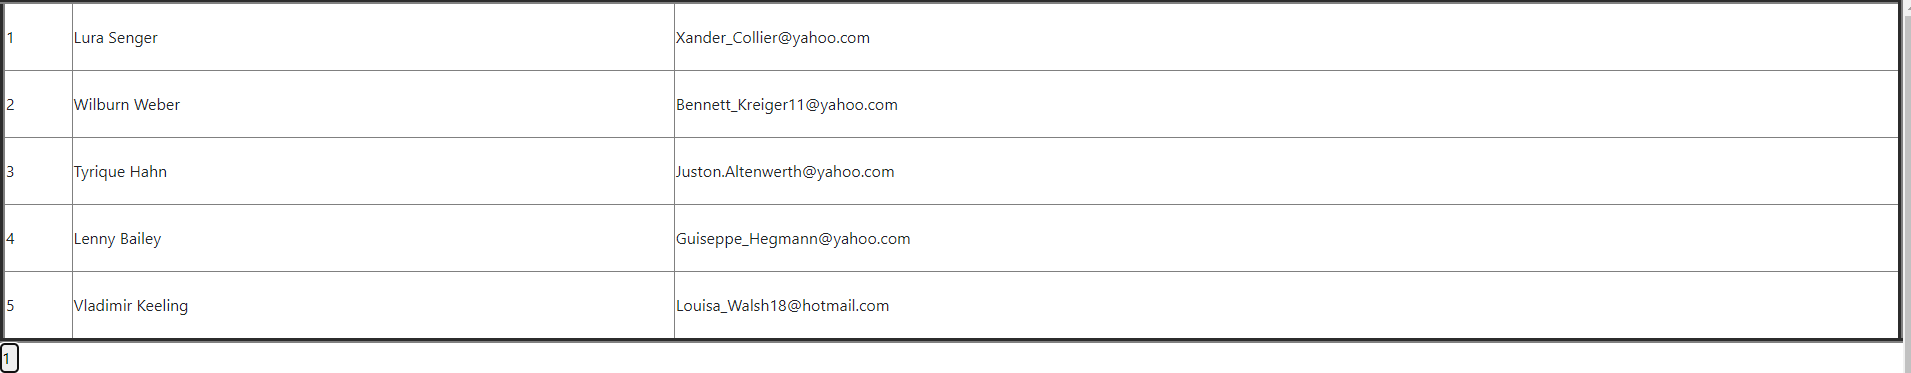 1 Lura Senger Xander_Collier@yahoo.com
2 Wilburn Weber Bennett_Kreiger11@yahoo.com
3 Tyrique Hahn Juston.Altenwerth@yahoo.com
4 Lenny Bailey Guiseppe_Hegmann@yahoo.com
5 Vladimir Keeling Louisa_Walsh18@hotmail.com
1